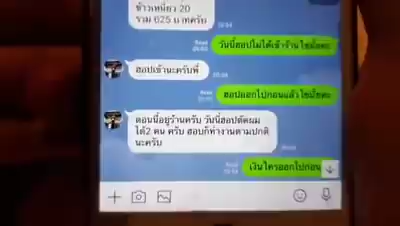 ข้าวเหนียว 20
รวม 625 บาทครับ
วันนี้ฮอปไม่ได้เข้าร้านใช่มั้ยคะ
ฮอปเข้านะครับพี่
Read
ฮอปออกไปก่อนแล้วใช่มั้ยคะ
ตอนนี้อยู่ร้านครับ วันนี้ฮอปตัดผม
ได้2 คน ครับ ฮอบก็ทำงานตามปกติ
นะครับ
Read
เงินใครออกไปก่อน